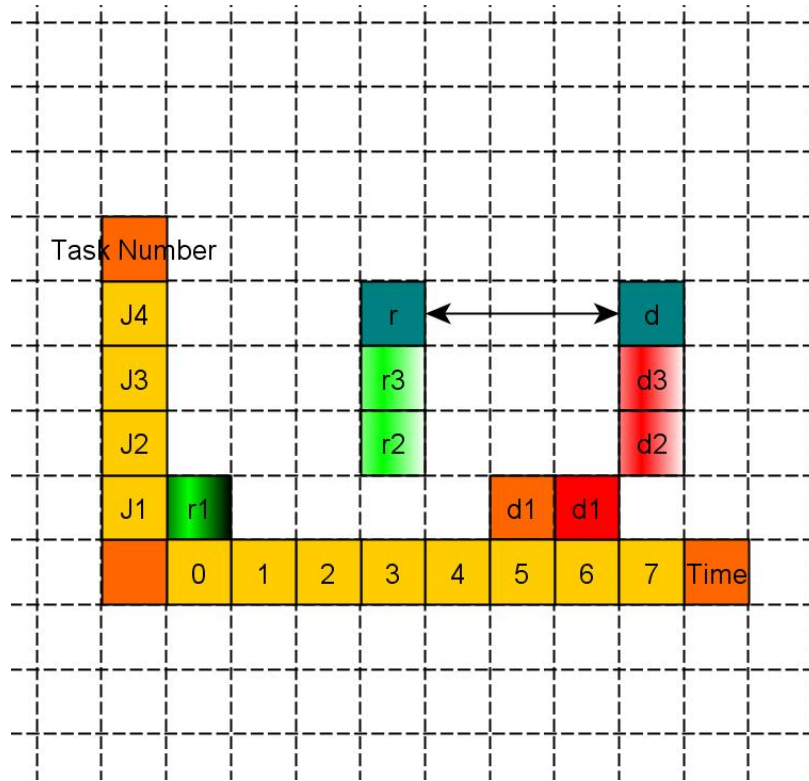 Task Number
J4 r d
J3 r3 d3
J2 r2 d2
J1 r1 d1 d1
0 1 2 3 4 5 6 7 Time